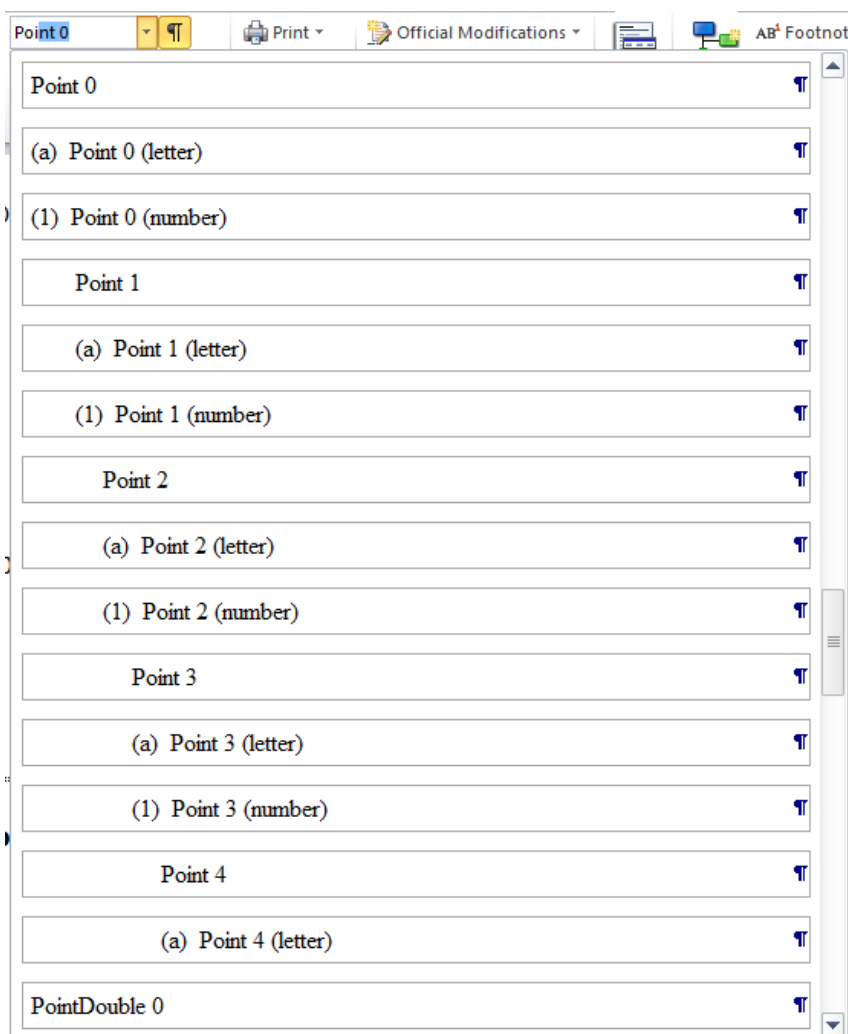 Point 0 ¶ Print Official Modifications AB¹ Footnot
Point 0 ¶
(a) Point 0 (letter) ¶
(1) Point 0 (number) ¶
Point 1 ¶
(a) Point 1 (letter) ¶
(1) Point 1 (number) ¶
Point 2 ¶
(a) Point 2 (letter) ¶
(1) Point 2 (number) ¶
Point 3 ¶
(a) Point 3 (letter) ¶
(1) Point 3 (number) ¶
Point 4 ¶
(a) Point 4 (letter) ¶
PointDouble 0 ¶